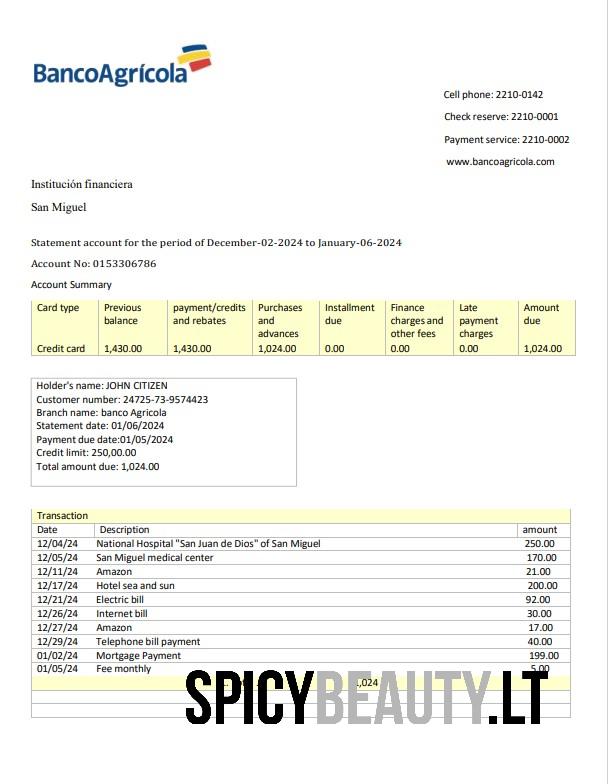 BancoAgrícola
Cell phone: 2210-0142
Check reserve: 2210-0001
Payment service: 2210-0002
www.bancoagricola.com
Institución financiera
San Miguel
Statement account for the period of December-02-2024 to January-06-2024
Account No: 0153306786
Account Summary
Card type Previous balance payment/credits and rebates Purchases and advances Installment due Finance charges and other fees Late payment charges Amount due
Credit card 1,430.00 1,430.00 1,024.00 0.00 0.00 0.00 1,024.00
Holder's name: JOHN CITIZEN
Customer number: 24725-73-9574423
Branch name: banco Agricola
Statement date: 01/06/2024
Payment due date:01/05/2024
Credit limit: 250,00.00
Total amount due: 1,024.00
Transaction
Date Description amount
12/04/24 National Hospital "San Juan de Dios" of San Miguel 250.00
12/05/24 San Miguel medical center 170.00
12/11/24 Amazon 21.00
12/17/24 Hotel sea and sun 200.00
12/21/24 Electric bill 92.00
12/26/24 Internet bill 30.00
12/27/24 Amazon 17.00
12/29/24 Telephone bill payment 40.00
01/02/24 Mortgage Payment 199.00
01/05/24 Fee monthly 5.00
1,024
SPICYBEAUTY.LT